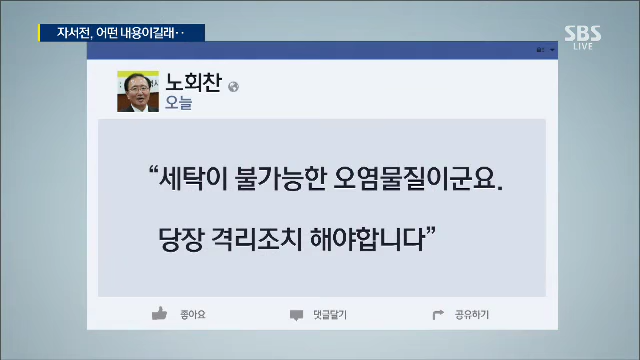 자서전, 어떤 내용이길래··
SBS
LIVE
노회찬
오늘
“세탁이 불가능한 오염물질이군요.
당장 격리조치 해야합니다”
좋아요 댓글달기 공유하기